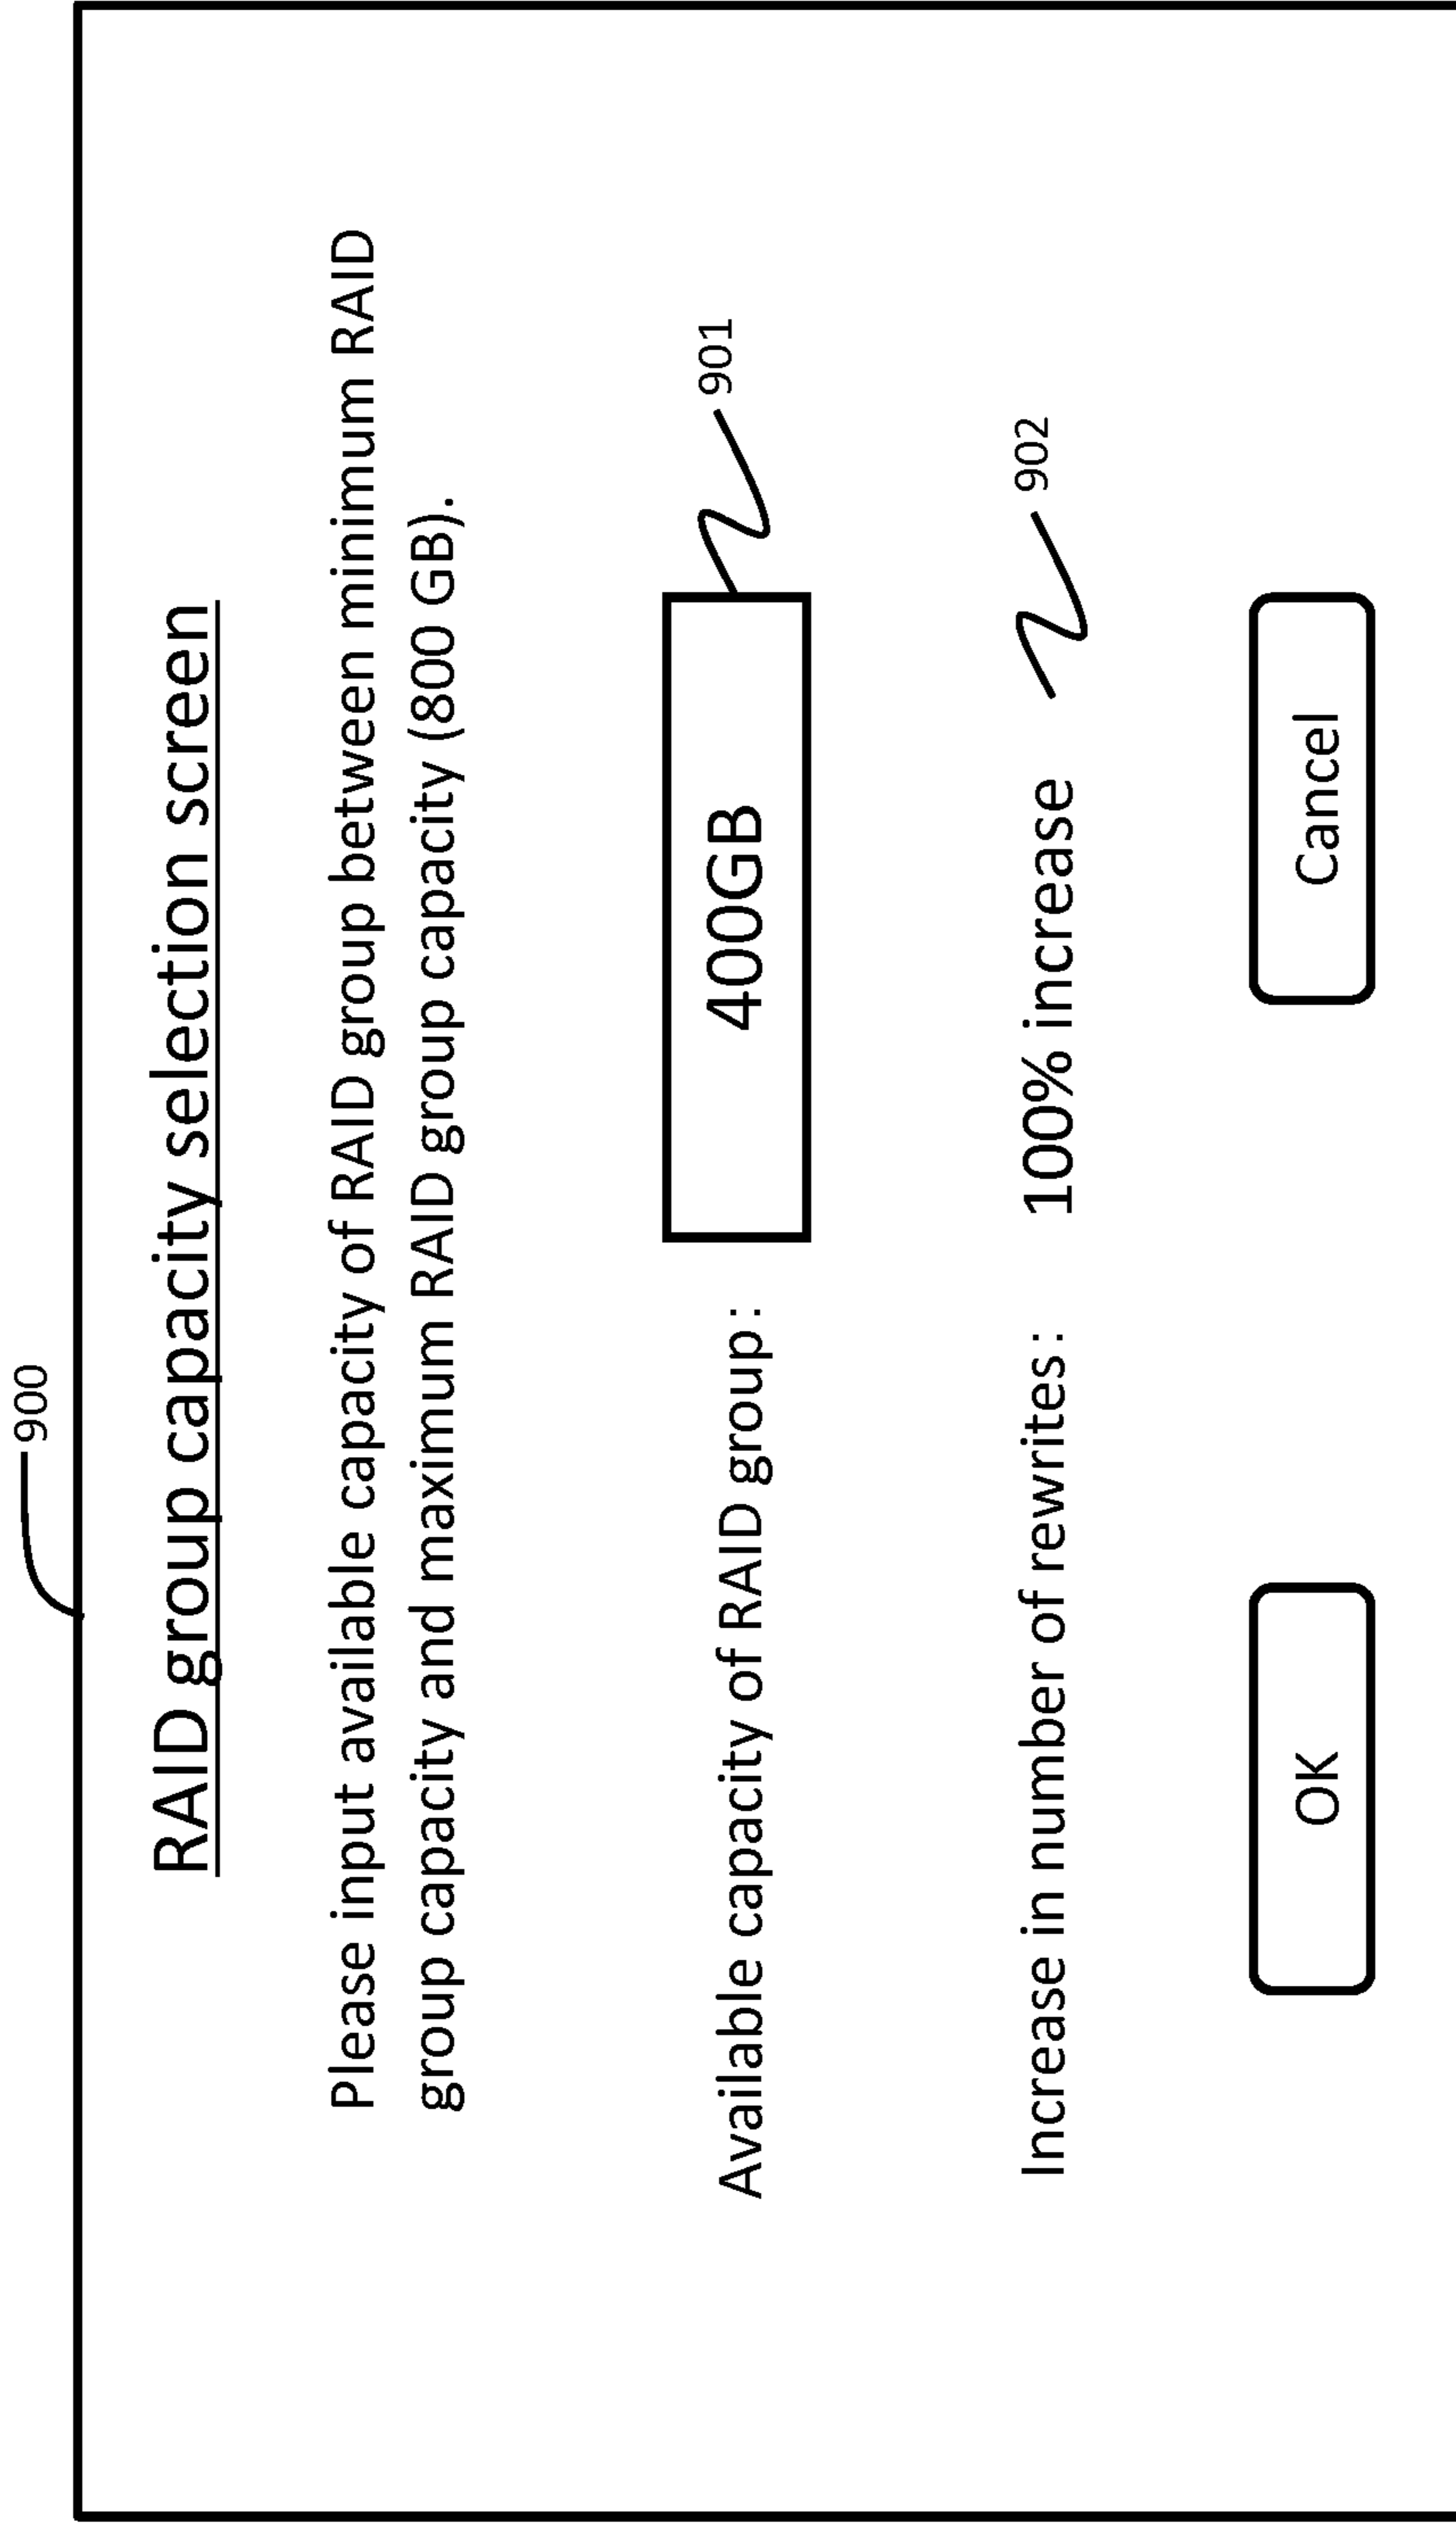 900
RAID group capacity selection screen
Please input available capacity of RAID group between minimum RAID
group capacity and maximum RAID group capacity (800 GB).
Available capacity of RAID group : 400GB 901
Increase in number of rewrites : 100% increase 902
OK Cancel